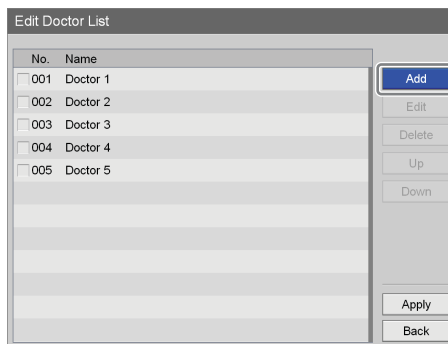 Edit Doctor List
No. Name
001 Doctor 1
002 Doctor 2
003 Doctor 3
004 Doctor 4
005 Doctor 5
Add
Edit
Delete
Up
Down
Apply
Back